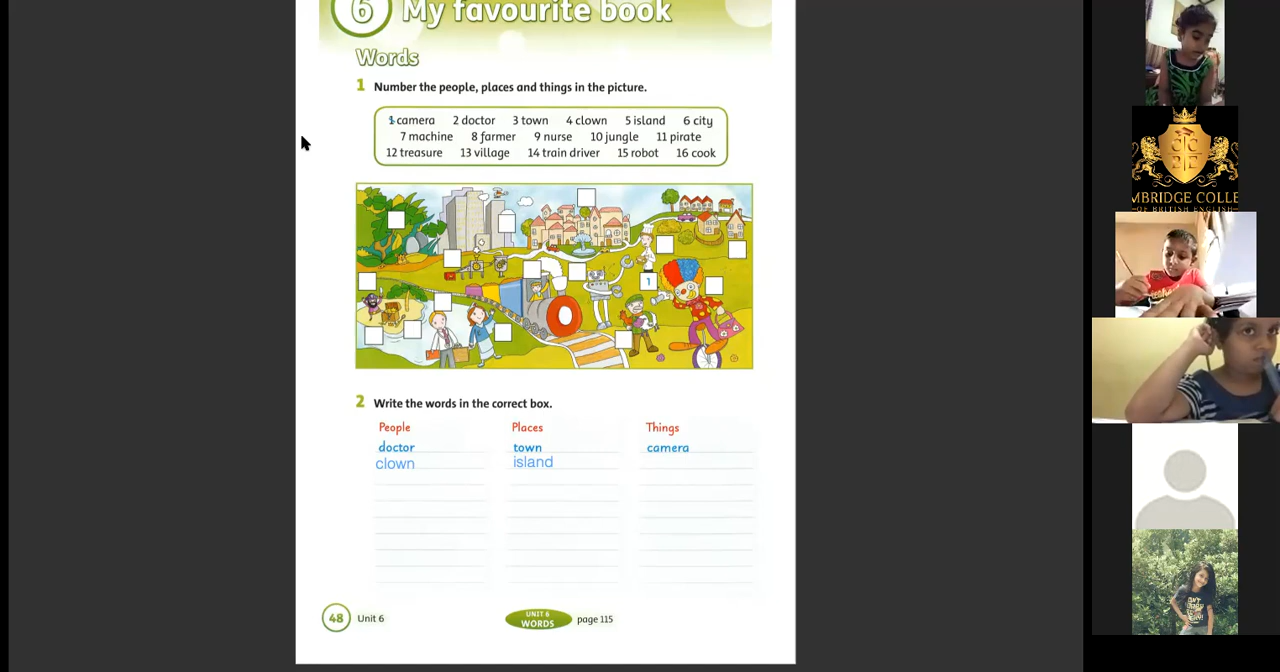 6 My favourite book
Words
1 Number the people, places and things in the picture.
1 camera 2 doctor 3 town 4 clown 5 island 6 city
7 machine 8 farmer 9 nurse 10 jungle 11 pirate
12 treasure 13 village 14 train driver 15 robot 16 cook
1
2 Write the words in the correct box.
People Places Things
doctor town camera
clown island
48 Unit 6 UNIT 6 WORDS page 115
MBRIDGE COLLE
OF BRITISH ENGLISH